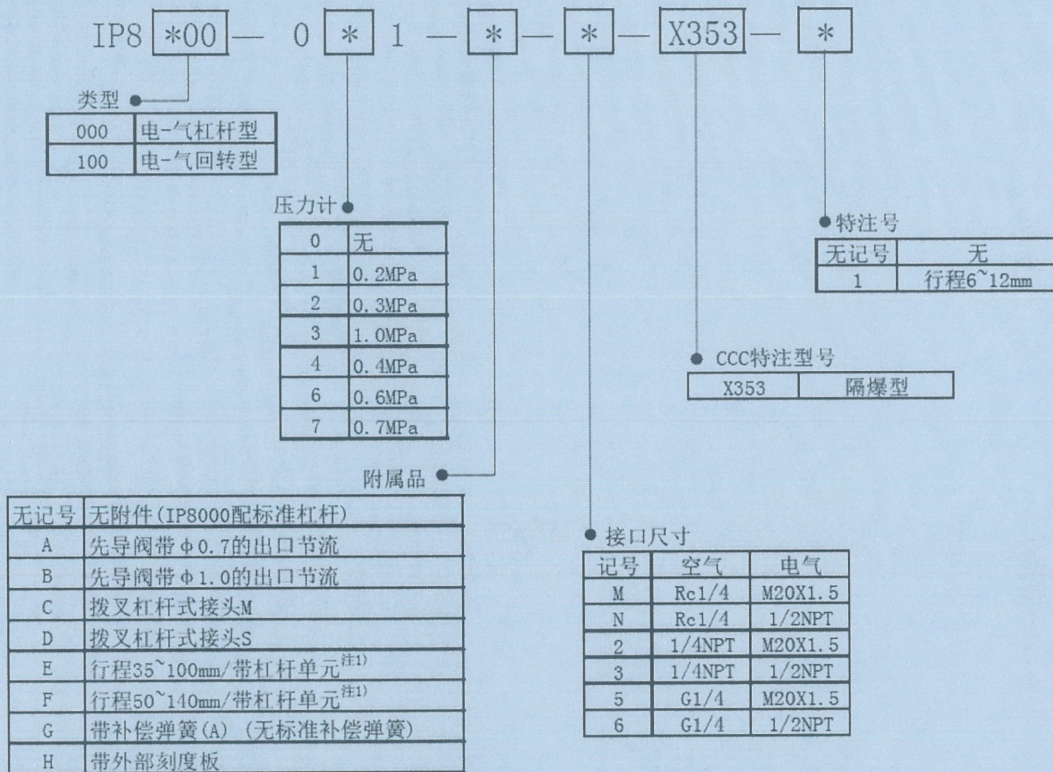 IP8 *00 — 0 * 1 — * — * — X353 — *
类型
000 电-气杠杆型
100 电-气回转型
压力计
0 无
1 0.2MPa
2 0.3MPa
3 1.0MPa
4 0.4MPa
6 0.6MPa
7 0.7MPa
特注号
无记号 无
1 行程6~12mm
CCC特注型号
X353 隔爆型
附属品
无记号 无附件(IP8000配标准杠杆)
A 先导阀带φ0.7的出口节流
B 先导阀带φ1.0的出口节流
C 拨叉杠杆式接头M
D 拨叉杠杆式接头S
E 行程35~100mm/带杠杆单元注1)
F 行程50~140mm/带杠杆单元注1)
G 带补偿弹簧(A) (无标准补偿弹簧)
H 带外部刻度板
接口尺寸
记号 空气 电气
M Rc1/4 M20X1.5
N Rc1/4 1/2NPT
2 1/4NPT M20X1.5
3 1/4NPT 1/2NPT
5 G1/4 M20X1.5
6 G1/4 1/2NPT